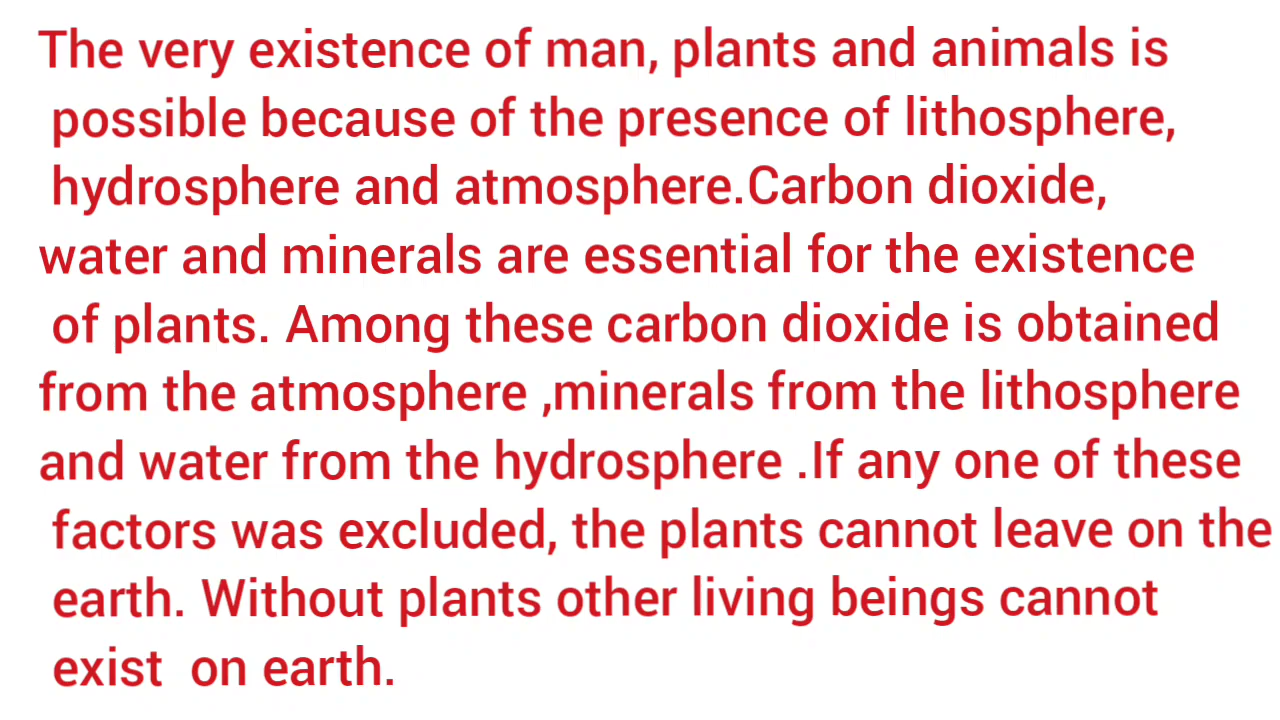 The very existence of man, plants and animals is
possible because of the presence of lithosphere,
hydrosphere and atmosphere.Carbon dioxide,
water and minerals are essential for the existence
of plants. Among these carbon dioxide is obtained
from the atmosphere ,minerals from the lithosphere
and water from the hydrosphere .If any one of these
factors was excluded, the plants cannot leave on the
earth. Without plants other living beings cannot
exist  on earth.